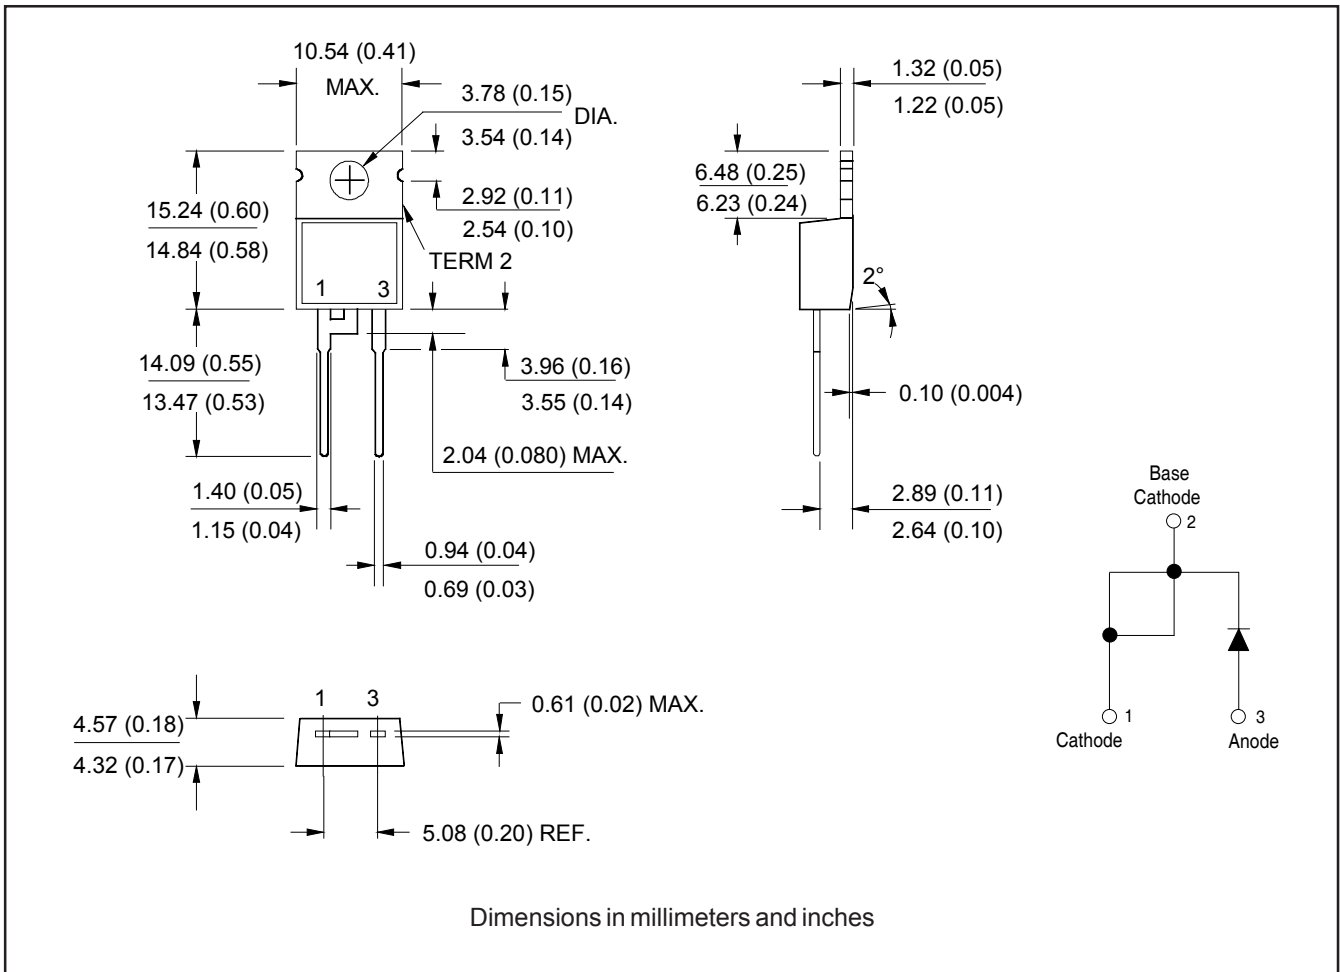 10.54 (0.41)
MAX.
3.78 (0.15)
DIA.
3.54 (0.14)
15.24 (0.60)
14.84 (0.58)
2.92 (0.11)
2.54 (0.10)
TERM 2
1 3
14.09 (0.55)
13.47 (0.53)
3.96 (0.16)
3.55 (0.14)
2.04 (0.080) MAX.
1.40 (0.05)
1.15 (0.04)
0.94 (0.04)
0.69 (0.03)
1.32 (0.05)
1.22 (0.05)
6.48 (0.25)
6.23 (0.24)
2°
0.10 (0.004)
2.89 (0.11)
2.64 (0.10)
Base
Cathode
2
1
Cathode
3
Anode
1 3
4.57 (0.18)
4.32 (0.17)
0.61 (0.02) MAX.
5.08 (0.20) REF.
Dimensions in millimeters and inches